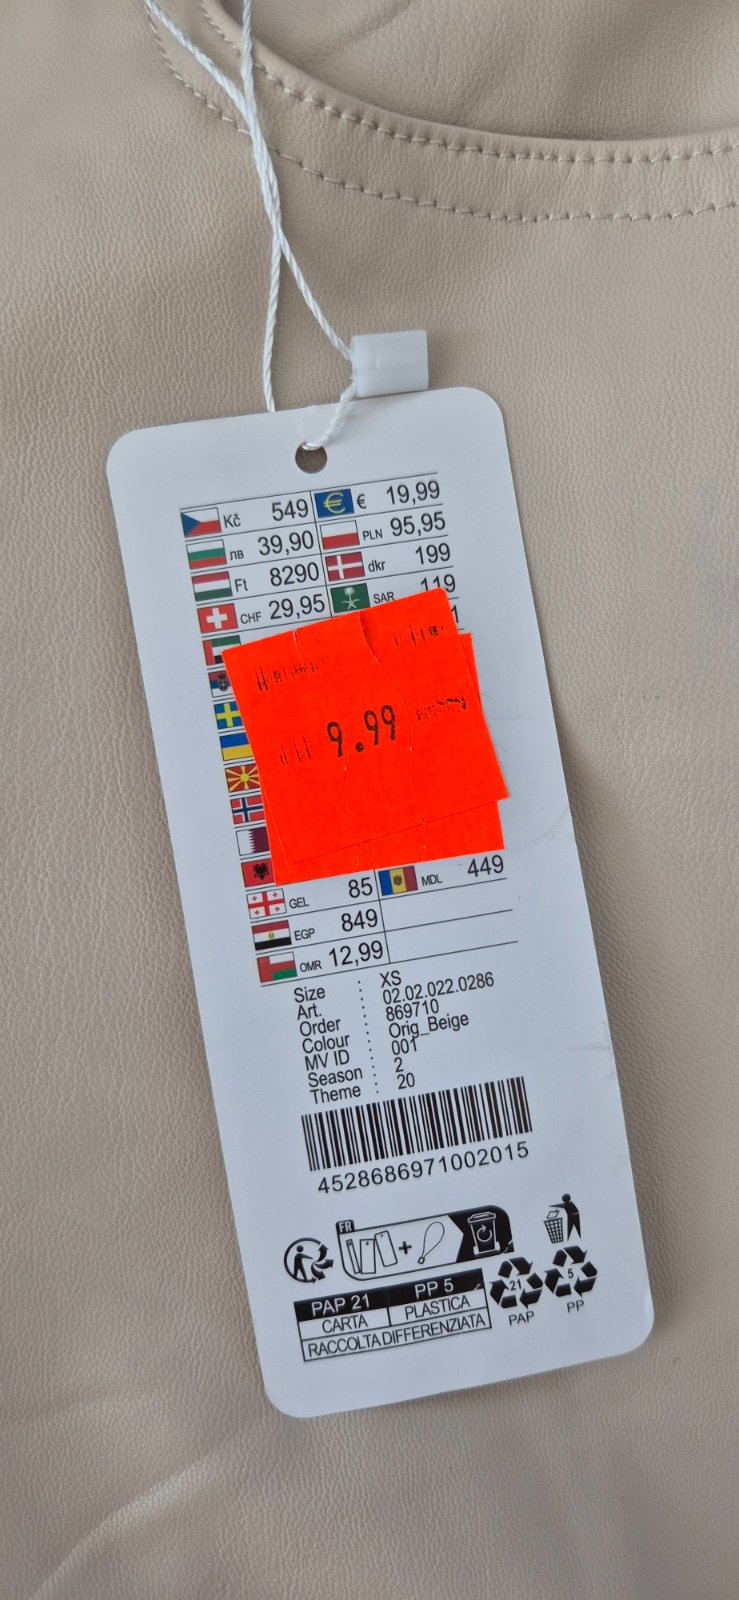 Kč 549 € 19,99
лв 39,90 PLN 95,95
Ft 8290 dkr 199
CHF 29,95 SAR 119
9.99
GEL 85 MDL 449
EGP 849
OMR 12,99
Size : XS
Art. : 02.02.022.0286
Order : 869710
Colour : Orig_Beige
MV ID : 001
Season : 2
Theme : 20
4528686971002015
FR
+
PAP 21 PP 5
CARTA PLASTICA
RACCOLTA DIFFERENZIATA
21 PAP
5 PP